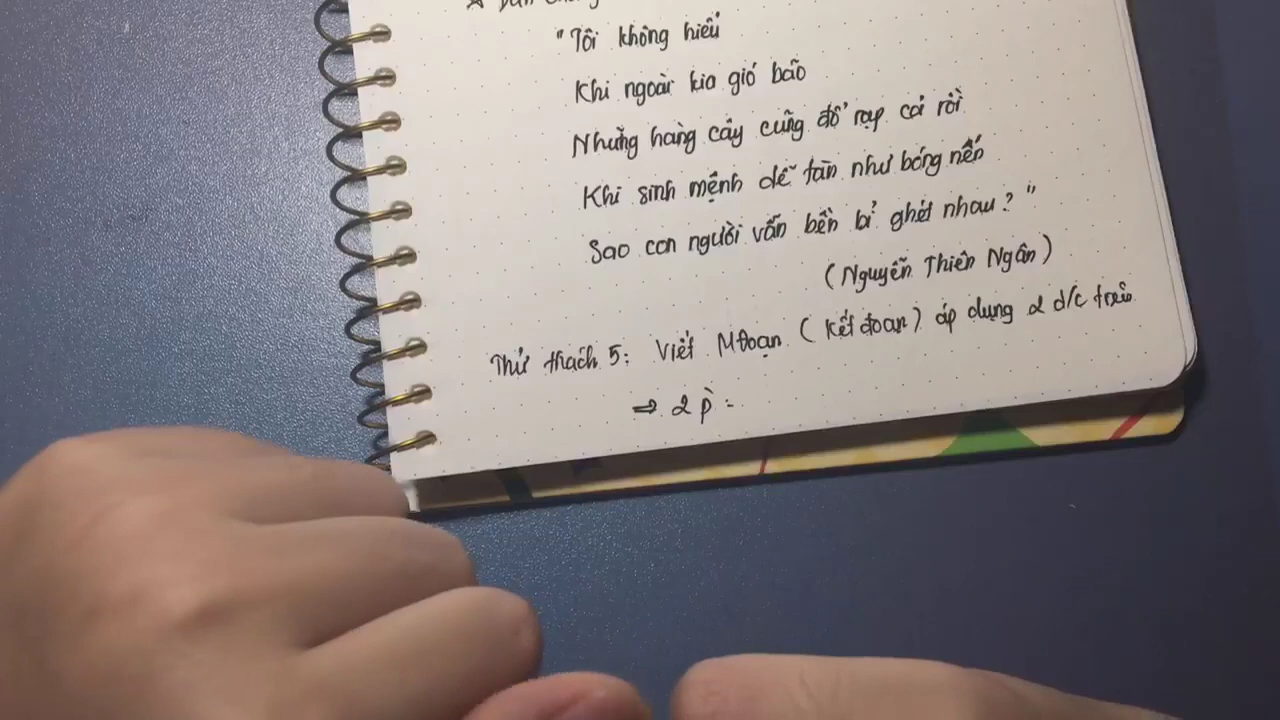 "Tôi không hiểu
Khi ngoài kia gió bão
Những hàng cây cũng đổ rạp cả rồi
Khi sinh mệnh dễ tàn như bóng nến
Sao con người vẫn bền bỉ ghét nhau?"
(Nguyễn Thiên Ngân)
Thử thách 5: Viết MĐoạn (Kết đoạn) áp dụng 2 d/c trên
⇒ 2 p̀ :